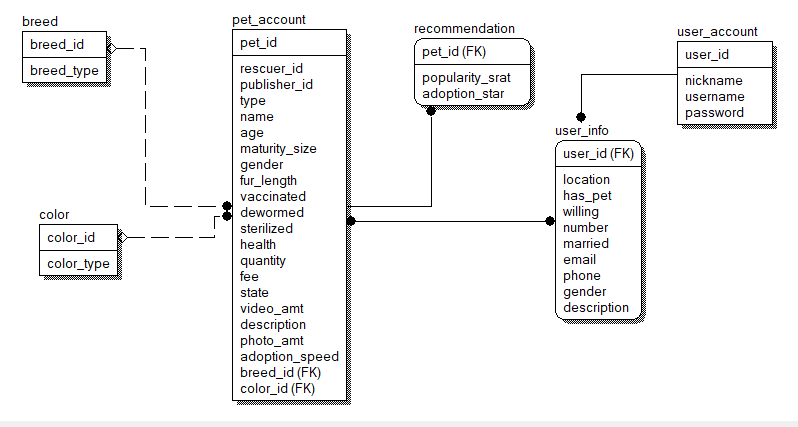 breed
breed_id
breed_type
color
color_id
color_type
pet_account
pet_id
rescuer_id
publisher_id
type
name
age
maturity_size
gender
fur_length
vaccinated
dewormed
sterilized
health
quantity
fee
state
video_amt
description
photo_amt
adoption_speed
breed_id (FK)
color_id (FK)
recommendation
pet_id (FK)
popularity_srat
adoption_star
user_account
user_id
nickname
username
password
user_info
user_id (FK)
location
has_pet
willing
number
married
email
phone
gender
description